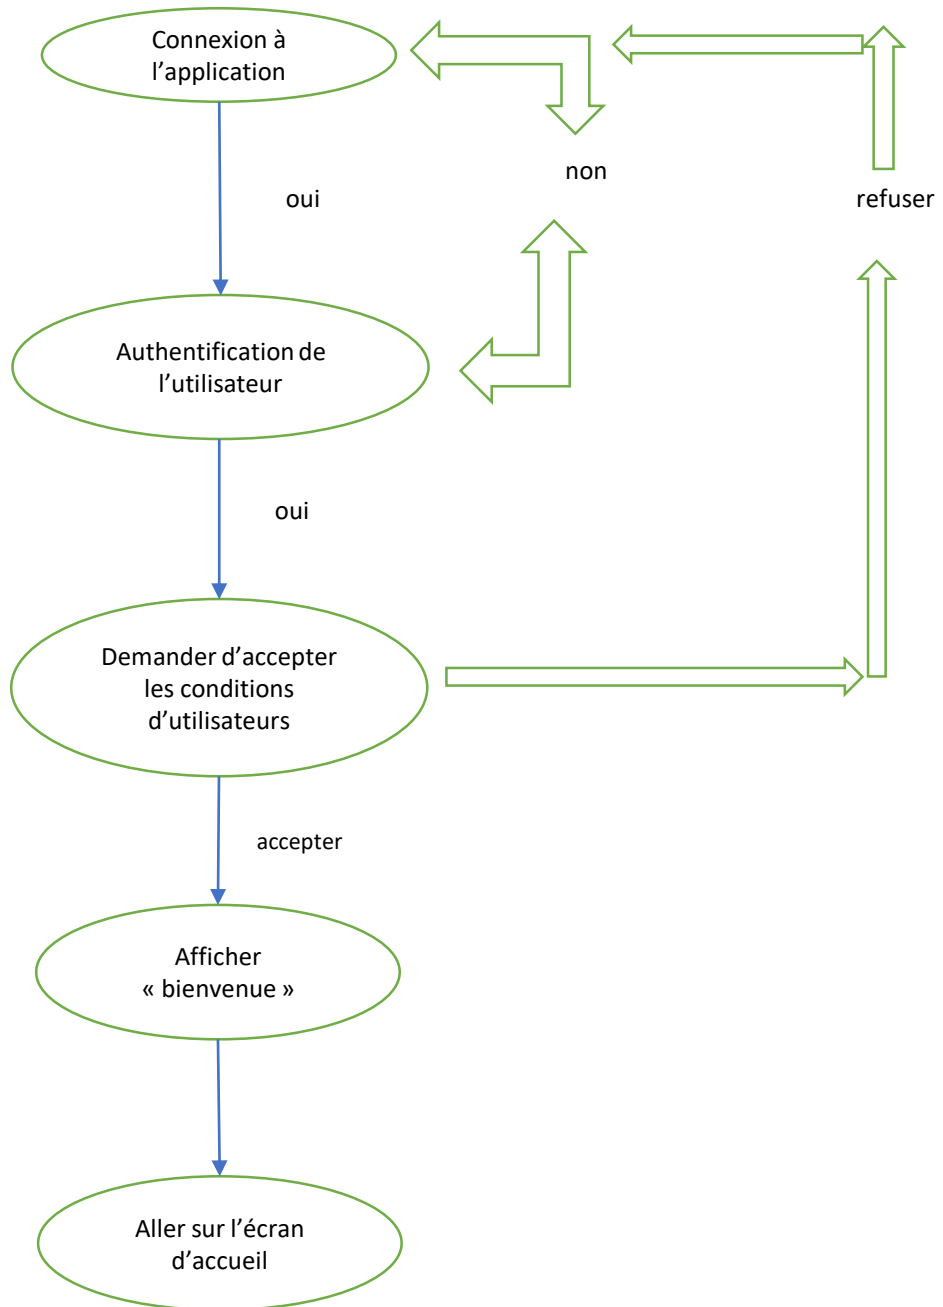 Connexion à
l’application
non
oui
refuser
Authentification de
l’utilisateur
oui
Demander d’accepter
les conditions
d’utilisateurs
accepter
Afficher
« bienvenue »
Aller sur l’écran
d’accueil